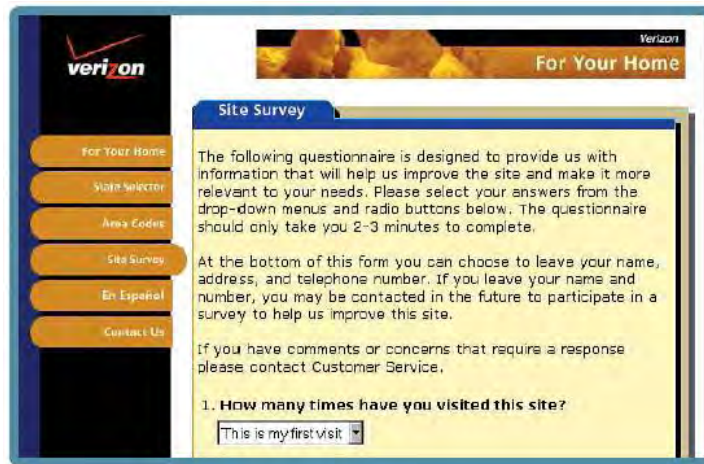 verizon
Verizon
For Your Home
Site Survey
For Your Home
State Selector
Area Codes
Site Survey
En Español
Contact Us
The following questionnaire is designed to provide us with
information that will help us improve the site and make it more
relevant to your needs. Please select your answers from the
drop-down menus and radio buttons below. The questionnaire
should only take you 2-3 minutes to complete.
At the bottom of this form you can choose to leave your name,
address, and telephone number. If you leave your name and
number, you may be contacted in the future to participate in a
survey to help us improve this site.
If you have comments or concerns that require a response
please contact Customer Service.
1. How many times have you visited this site?
This is my first visit